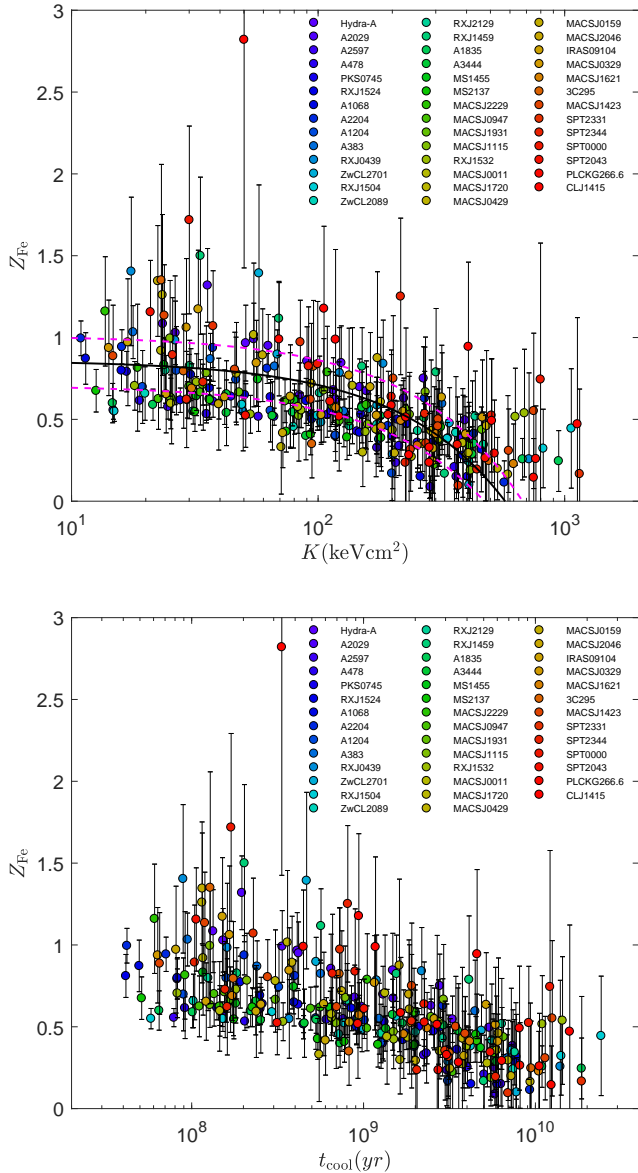 3
2.5
2
1.5
1
0.5
0
Z_Fe
Hydra-A
A2029
A2597
A478
PKS0745
RXJ1524
A1068
A2204
A1204
A383
RXJ0439
ZwCL2701
RXJ1504
ZwCL2089
RXJ2129
RXJ1459
A1835
A3444
MS1455
MS2137
MACSJ2229
MACSJ0947
MACSJ1931
MACSJ1115
RXJ1532
MACSJ0011
MACSJ1720
MACSJ0429
MACSJ0159
MACSJ2046
IRAS09104
MACSJ0329
MACSJ1621
3C295
MACSJ1423
SPT2331
SPT2344
SPT0000
SPT2043
PLCKG266.6
CLJ1415
10^1 10^2 10^3
K(keVcm^2)
3
2.5
2
1.5
1
0.5
0
Z_Fe
Hydra-A
A2029
A2597
A478
PKS0745
RXJ1524
A1068
A2204
A1204
A383
RXJ0439
ZwCL2701
RXJ1504
ZwCL2089
RXJ2129
RXJ1459
A1835
A3444
MS1455
MS2137
MACSJ2229
MACSJ0947
MACSJ1931
MACSJ1115
RXJ1532
MACSJ0011
MACSJ1720
MACSJ0429
MACSJ0159
MACSJ2046
IRAS09104
MACSJ0329
MACSJ1621
3C295
MACSJ1423
SPT2331
SPT2344
SPT0000
SPT2043
PLCKG266.6
CLJ1415
10^8 10^9 10^10
t_cool(yr)